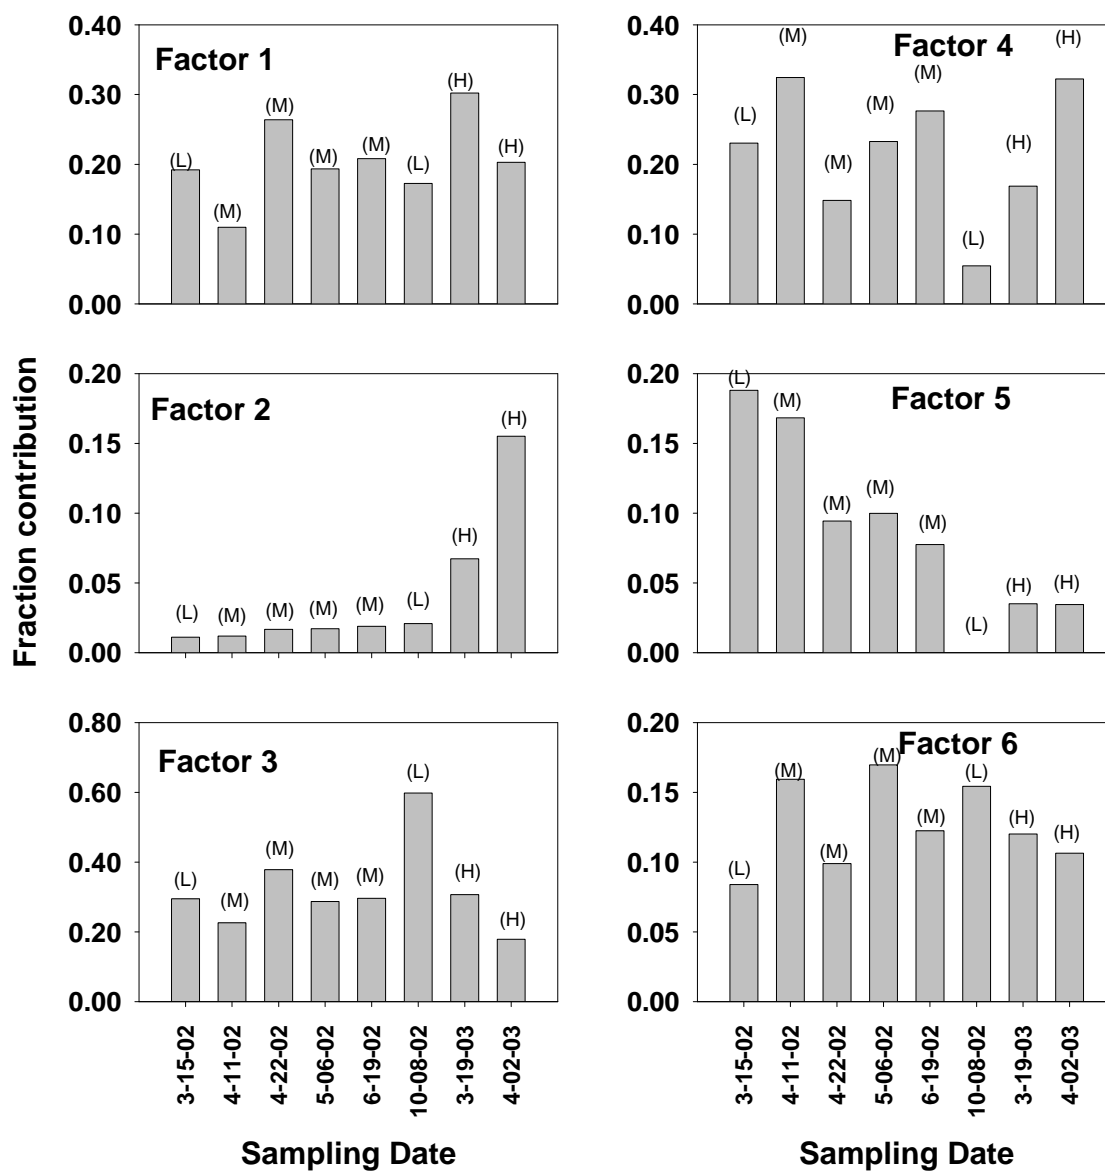 Fraction contribution
Factor 1
0.40
0.30
0.20
0.10
0.00
(L)
(M)
(M)
(M)
(M)
(L)
(H)
(H)
Factor 4
0.40
0.30
0.20
0.10
0.00
(L)
(M)
(M)
(M)
(M)
(L)
(H)
(H)
Factor 2
0.20
0.15
0.10
0.05
0.00
(L)
(M)
(M)
(M)
(M)
(L)
(H)
(H)
Factor 5
0.20
0.15
0.10
0.05
0.00
(L)
(M)
(M)
(M)
(M)
(L)
(H)
(H)
Factor 3
0.80
0.60
0.40
0.20
0.00
(L)
(M)
(M)
(M)
(M)
(L)
(H)
(H)
3-15-02
4-11-02
4-22-02
5-06-02
6-19-02
10-08-02
3-19-03
4-02-03
Sampling Date
Factor 6
0.20
0.15
0.10
0.05
0.00
(L)
(M)
(M)
(M)
(M)
(L)
(H)
(H)
3-15-02
4-11-02
4-22-02
5-06-02
6-19-02
10-08-02
3-19-03
4-02-03
Sampling Date